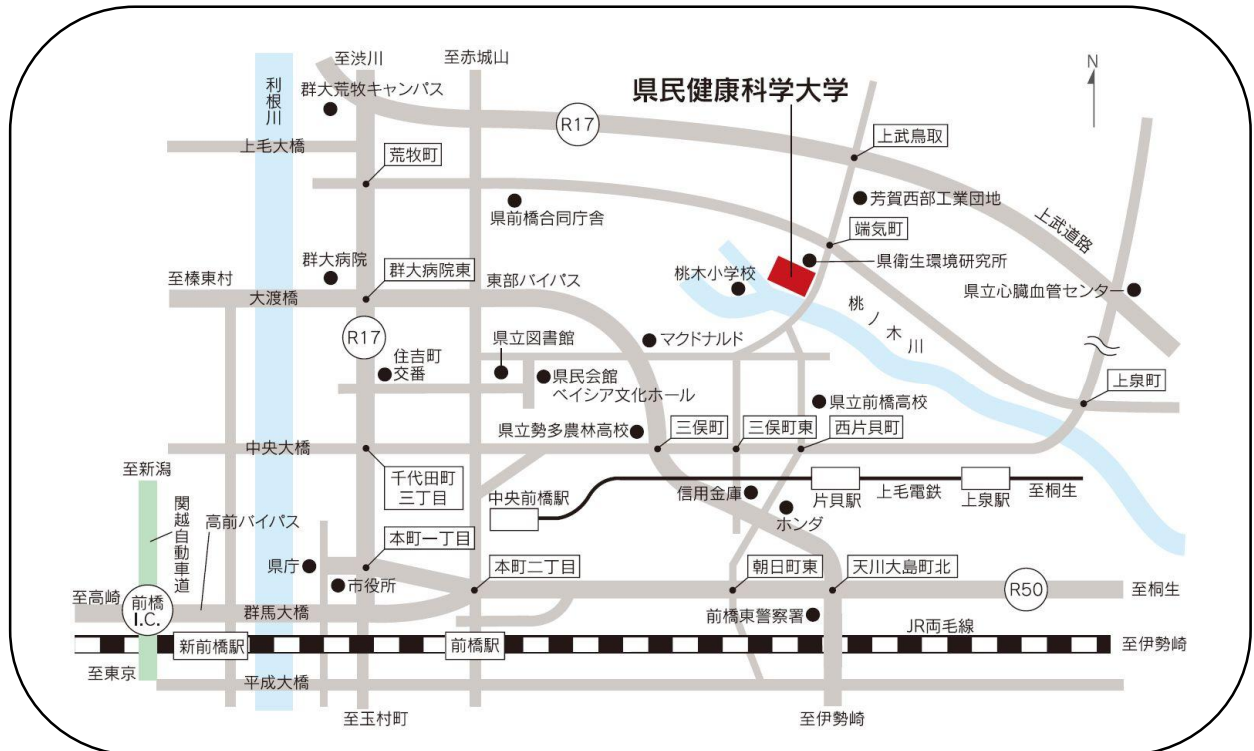 至渋川
至赤城山
N
利根川
群大荒牧キャンパス
県民健康科学大学
R17
上毛大橋
荒牧町
上武鳥取
県前橋合同庁舎
芳賀西部工業団地
端気町
上武道路
群大病院
群大病院東
東部バイパス
桃木小学校
県衛生環境研究所
至榛東村
大渡橋
県立心臓血管センター
桃ノ木川
R17
住吉町
交番
県立図書館
マクドナルド
県民会館
ベイシア文化ホール
県立前橋高校
上泉町
県立勢多農林高校
三俣町
三俣町東
西片貝町
中央大橋
至新潟
千代田町
三丁目
中央前橋駅
信用金庫
片貝駅
上毛電鉄
上泉駅
至桐生
関越自動車道
高前バイパス
ホンダ
本町一丁目
県庁
市役所
本町二丁目
朝日町東
天川大島町北
R50
至桐生
至高崎
前橋
I.C.
群馬大橋
前橋東警察署
JR両毛線
新前橋駅
前橋駅
至伊勢崎
至東京
平成大橋
至玉村町
至伊勢崎